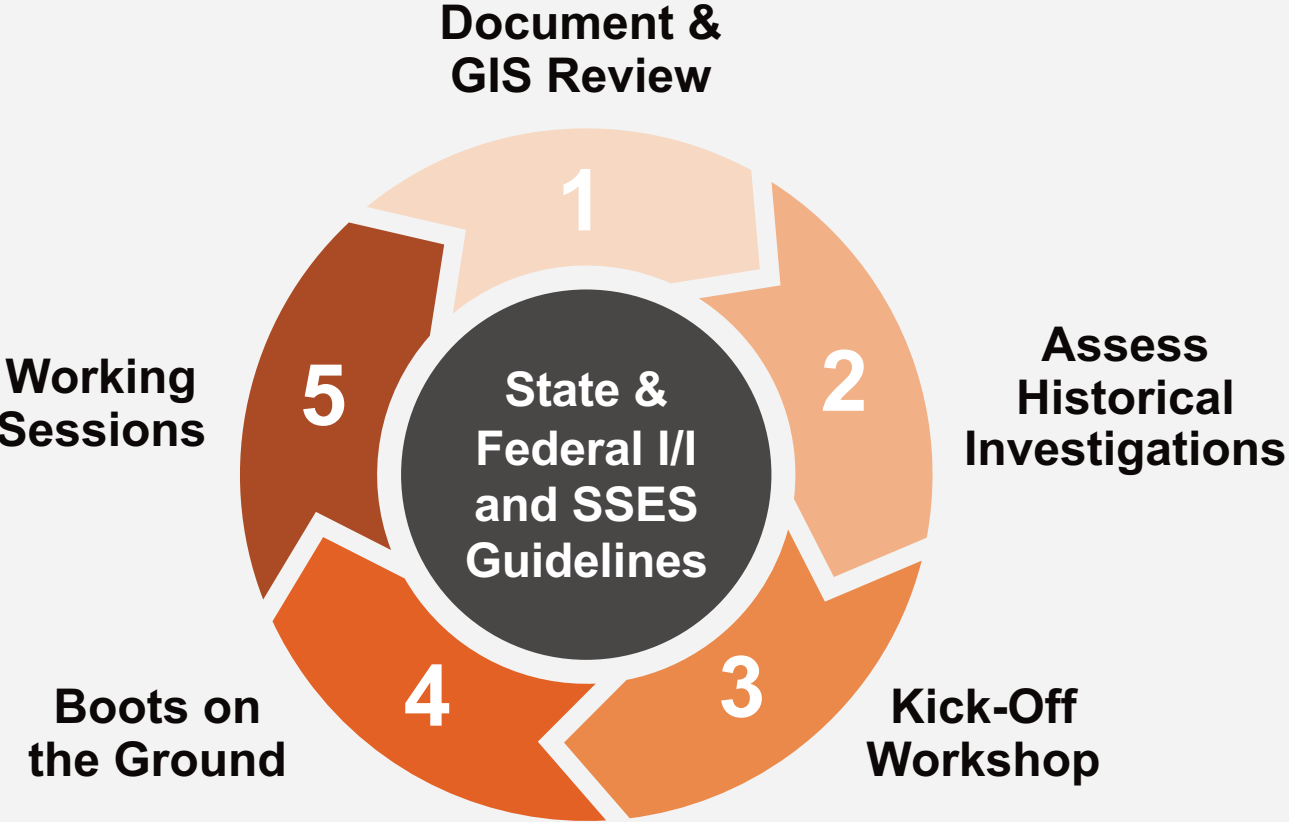 Document &
GIS Review
1
2
Assess
Historical
Investigations
3
Kick-Off
Workshop
4
Boots on
the Ground
5
Working
Sessions
State &
Federal I/I
and SSES
Guidelines